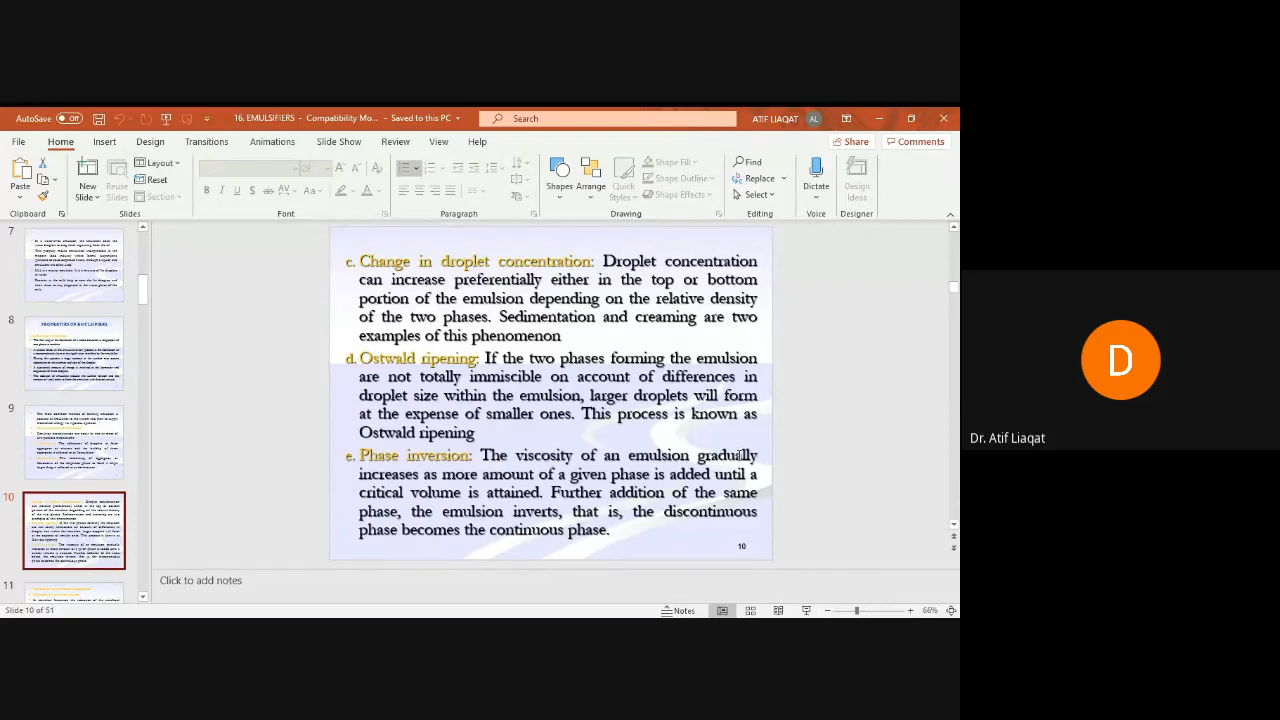 AutoSave Off 16. EMULSIFIERS - Compatibility Mo... - Saved to this PC Search ATIF LIAQAT AL
File Home Insert Design Transitions Animations Slide Show Review View Help Share Comments
Paste New Slide Reuse Slides Layout Reset Section 28 Shapes Arrange Quick Styles Shape Fill Shape Outline Shape Effects Find Replace Select Dictate Design Ideas
Clipboard Slides Font Paragraph Drawing Editing Voice Designer
7
8
PROPERTIES OF EMULSIFIERS
9
10
11
c. Change in droplet concentration: Droplet concentration
can increase preferentially either in the top or bottom
portion of the emulsion depending on the relative density
of the two phases. Sedimentation and creaming are two
examples of this phenomenon
d. Ostwald ripening: If the two phases forming the emulsion
are not totally immiscible on account of differences in
droplet size within the emulsion, larger droplets will form
at the expense of smaller ones. This process is known as
Ostwald ripening
e. Phase inversion: The viscosity of an emulsion gradually
increases as more amount of a given phase is added until a
critical volume is attained. Further addition of the same
phase, the emulsion inverts, that is, the discontinuous
phase becomes the continuous phase.
10
Click to add notes
Slide 10 of 51 Notes 66%
D
Dr. Atif Liaqat